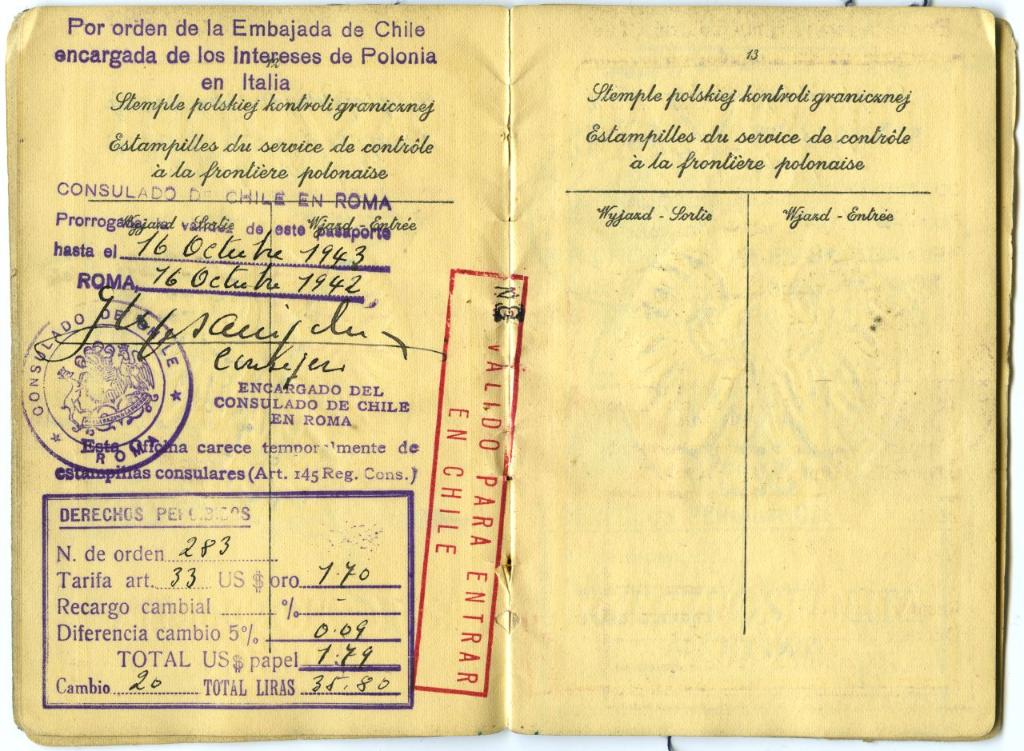 Por orden de la Embajada de Chile
encargada de los Intereses de Polonia
en Italia
12
Stemple polskiej kontroli granicznej
Estampilles du service de contrôle
à la frontière polonaise
CONSULADO DE CHILE EN ROMA
Wyjazd - Sortie Wjazd - Entrée
de este pasaporte
hasta el 16 Octubre 1943
ROMA, 16 Octubre 1942
CONSULADO DE CHILE
ROMA
Consejero
ENCARGADO DEL
CONSULADO DE CHILE
EN ROMA
Esta Oficina carece temporalmente de
estampillas consulares (Art. 145 Reg. Cons.)
DERECHOS PERCIBIDOS
N. de orden 283
Tarifa art. 33 US $ oro 1.70
Recargo cambial % -
Diferencia cambio 5% 0.09
TOTAL US$ papel 1.79
Cambio 20 TOTAL LIRAS 35.80
VALIDO PARA ENTRAR
EN CHILE
13
Stemple polskiej kontroli granicznej
Estampilles du service de contrôle
à la frontière polonaise
Wyjazd - Sortie Wjazd - Entrée